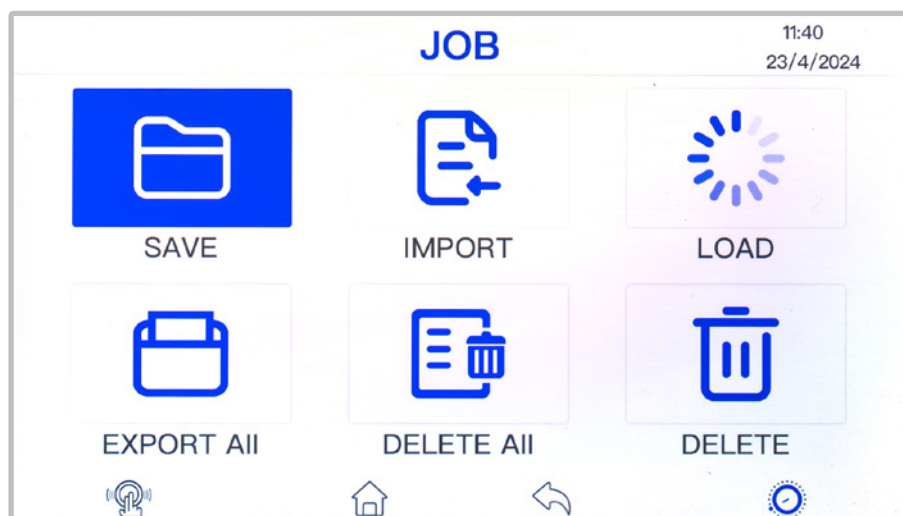 JOB
11:40
23/4/2024
SAVE
IMPORT
LOAD
EXPORT All
DELETE All
DELETE